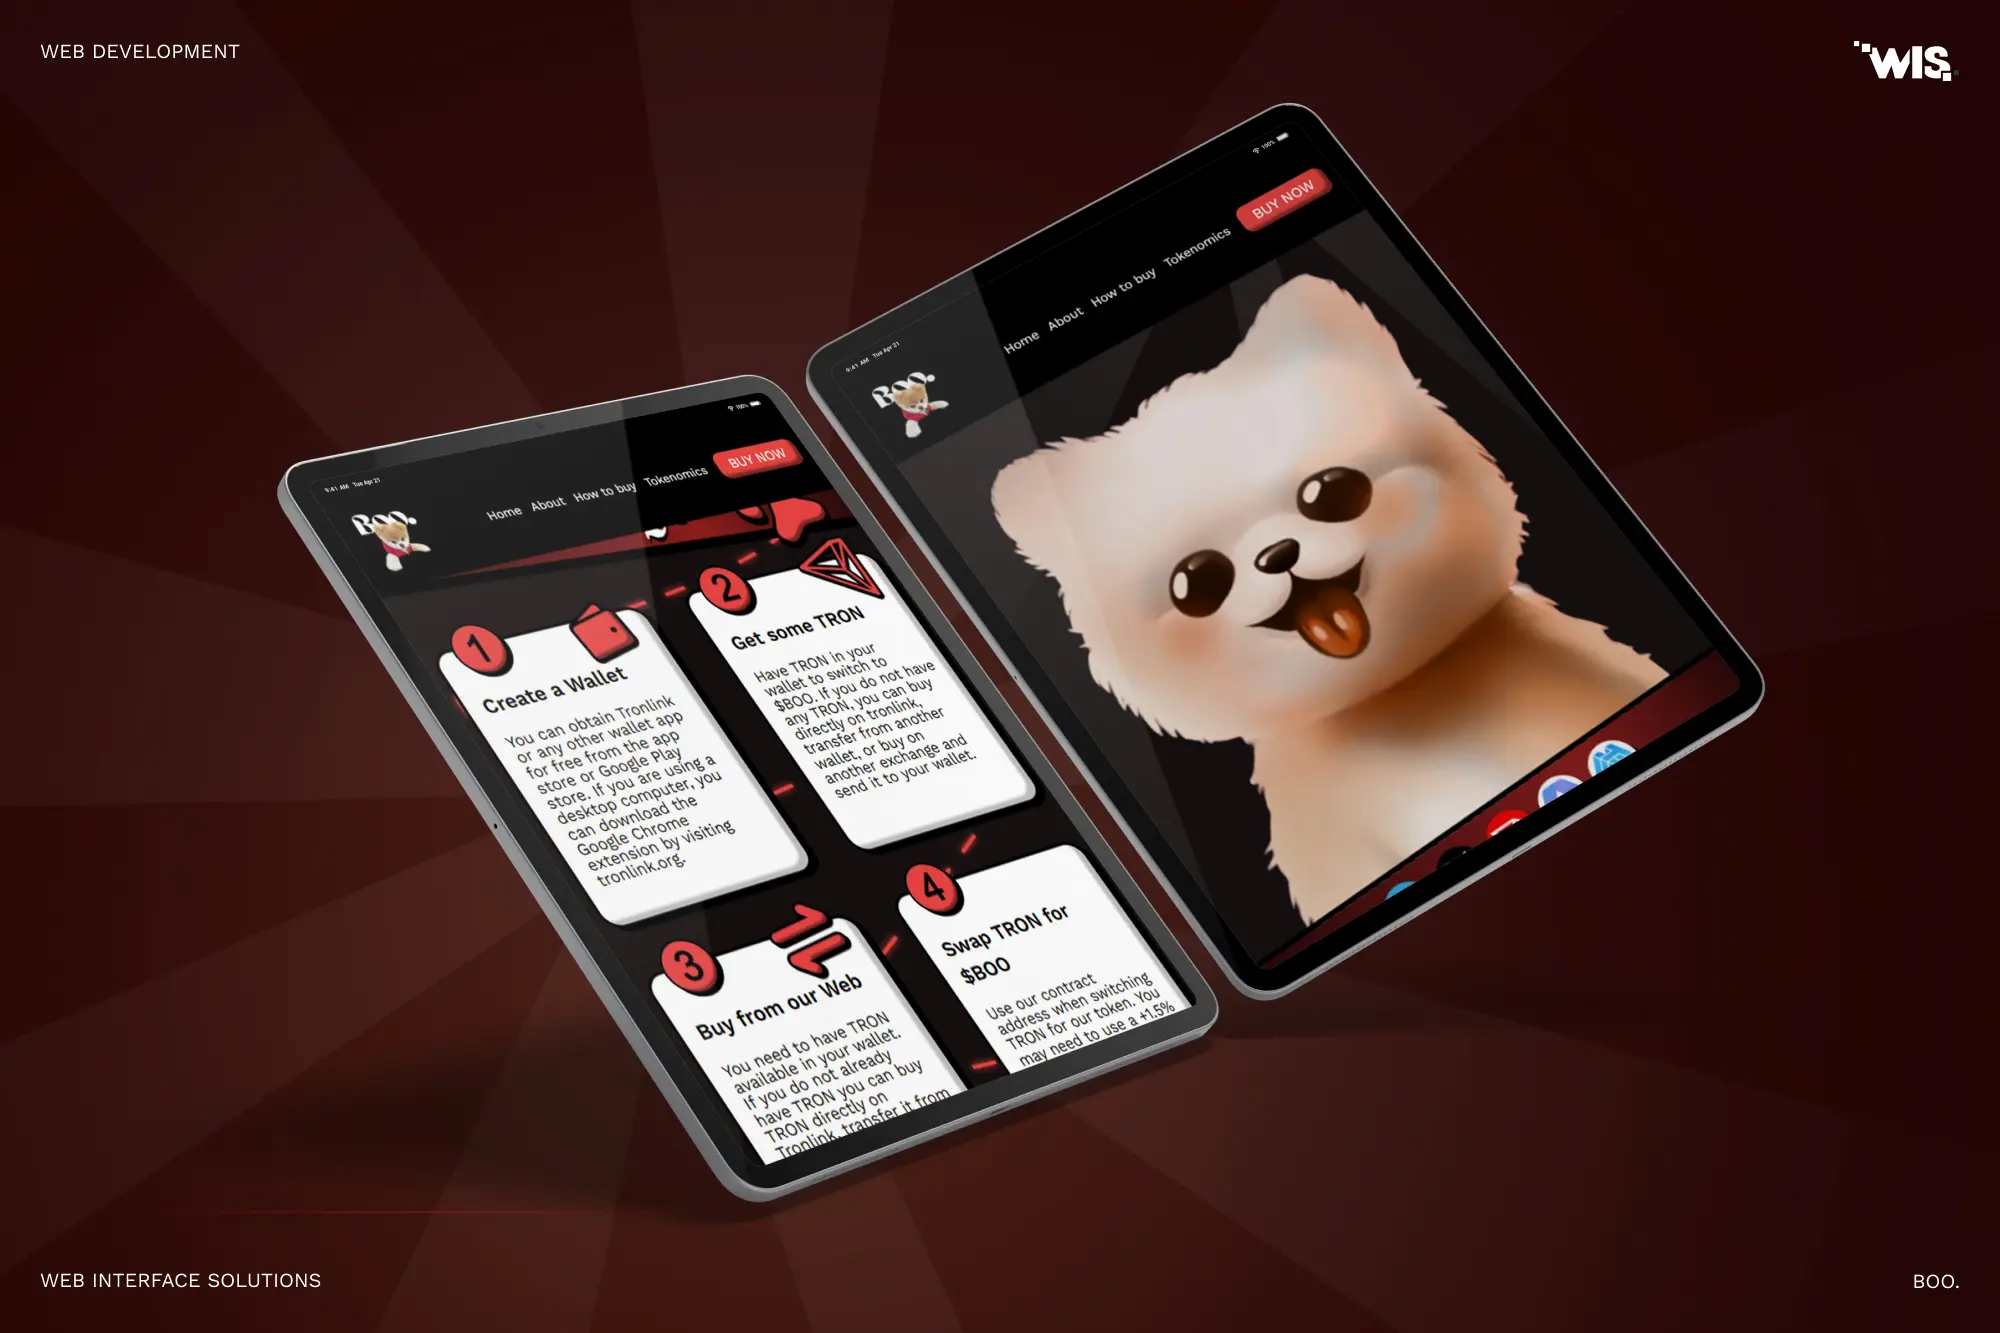 WEB DEVELOPMENT
WIS.
9:41 AM Tue Apr 21
100%
BOO.
Home About How to buy Tokenomics
BUY NOW
1
Create a Wallet
You can obtain Tronlink
or any other wallet app
for free from the app
store or Google Play
store. If you are using a
desktop computer, you
can download the
Google Chrome
extension by visiting
tronlink.org.
2
Get some TRON
Have TRON in your
wallet to switch to
$BOO. If you do not have
any TRON, you can buy
directly on tronlink,
transfer from another
wallet, or buy on
another exchange and
send it to your wallet.
3
Buy from our Web
You need to have TRON
available in your wallet.
If you do not already
have TRON you can buy
TRON directly on
Tronlink, transfer it from
4
Swap TRON for
$BOO
Use our contract
address when switching
TRON for our token. You
may need to use a +1.5%
9:41 AM Tue Apr 21
100%
BOO.
Home About How to buy Tokenomics
BUY NOW
WEB INTERFACE SOLUTIONS
BOO.